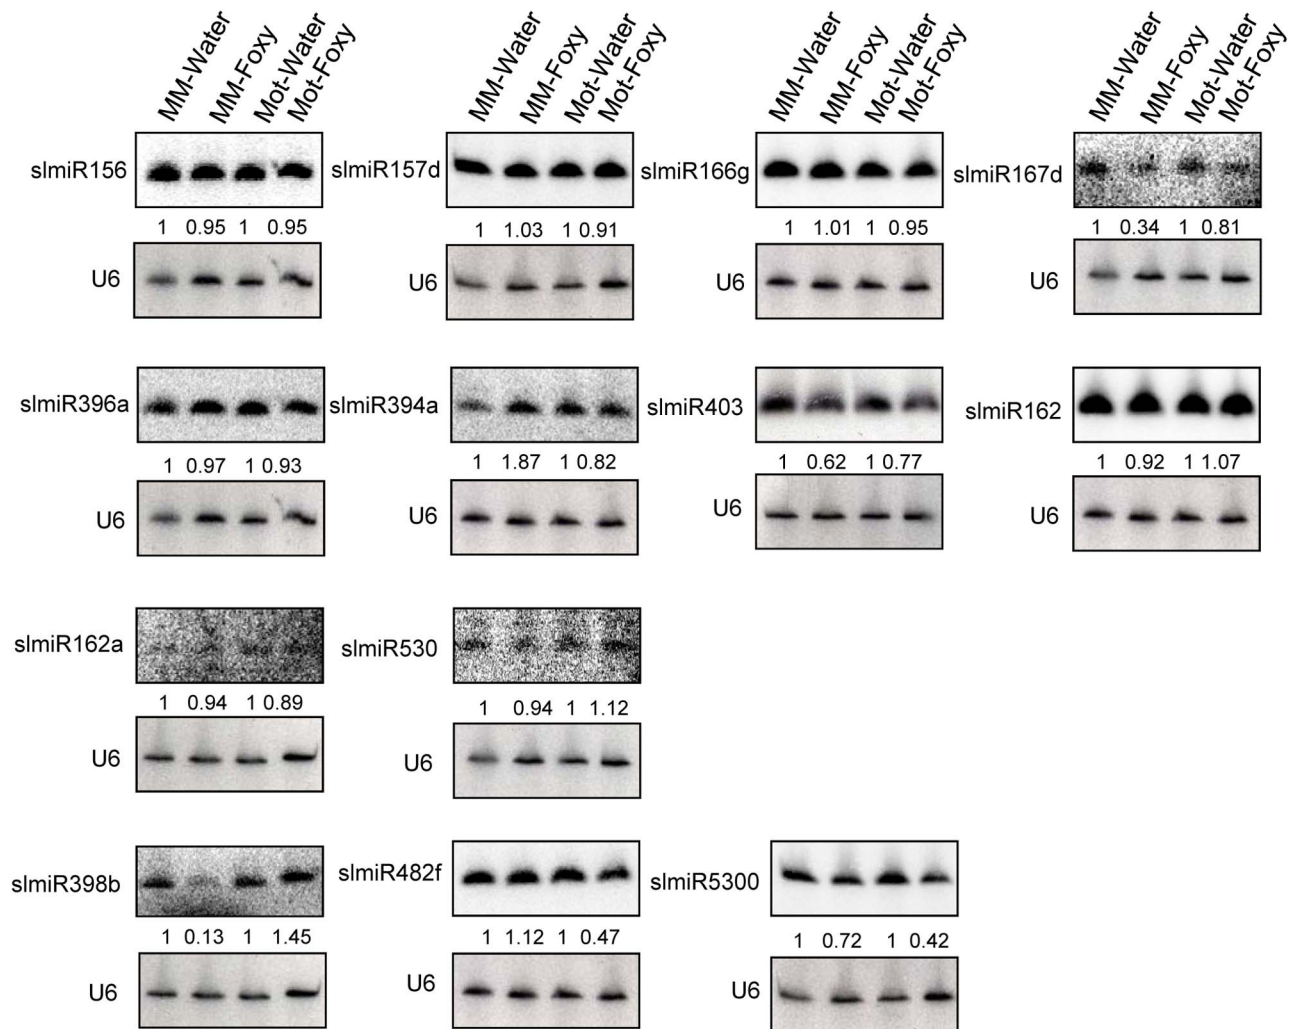 MM-Water MM-Foxy Mot-Water Mot-Foxy
MM-Water MM-Foxy Mot-Water Mot-Foxy
MM-Water MM-Foxy Mot-Water Mot-Foxy
MM-Water MM-Foxy Mot-Water Mot-Foxy
slmiR156
1 0.95 1 0.95
U6
slmiR157d
1 1.03 1 0.91
U6
slmiR166g
1 1.01 1 0.95
U6
slmiR167d
1 0.34 1 0.81
U6
slmiR396a
1 0.97 1 0.93
U6
slmiR394a
1 1.87 1 0.82
U6
slmiR403
1 0.62 1 0.77
U6
slmiR162
1 0.92 1 1.07
U6
slmiR162a
1 0.94 1 0.89
U6
slmiR530
1 0.94 1 1.12
U6
slmiR398b
1 0.13 1 1.45
U6
slmiR482f
1 1.12 1 0.47
U6
slmiR5300
1 0.72 1 0.42
U6